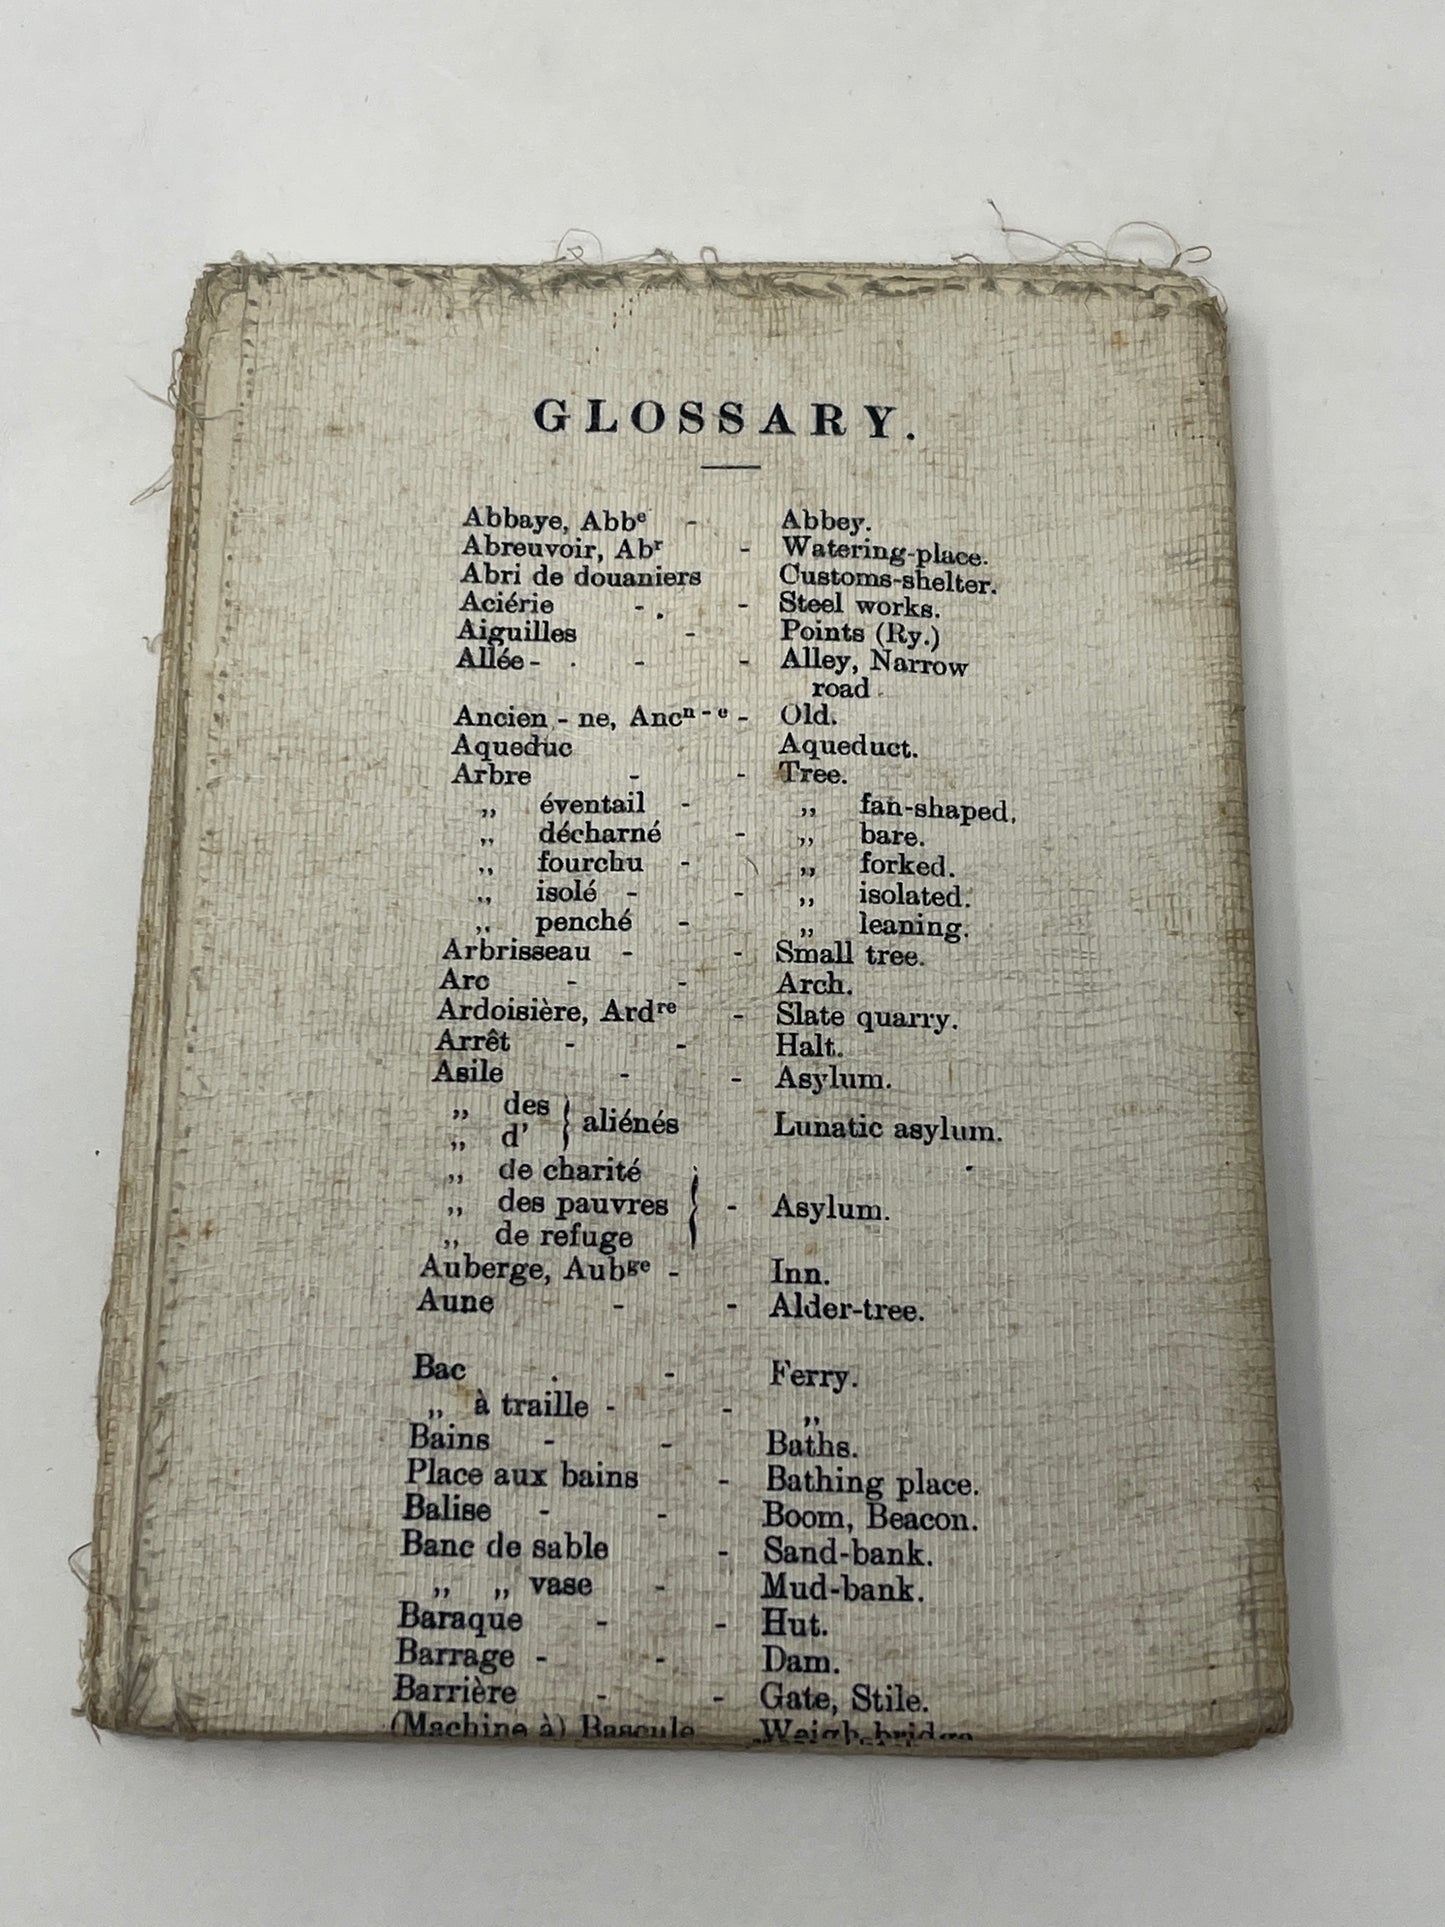 GLOSSARY.
Abbaye, Abbᵉ - Abbey.
Abreuvoir, Abʳ - Watering-place.
Abri de douaniers Customs-shelter.
Aciérie - - Steel works.
Aiguilles - Points (Ry.)
Allée - - - Alley, Narrow
road
Ancien - ne, Ancⁿ⁻ᵉ - Old.
Aqueduc Aqueduct.
Arbre - - Tree.
„ éventail - „ fan-shaped,
„ décharné - „ bare.
„ fourchu - „ forked.
„ isolé - - „ isolated.
„ penché - „ leaning.
Arbrisseau - - Small tree.
Arc - - Arch.
Ardoisière, Ardʳᵉ - Slate quarry.
Arrêt - - Halt.
Asile - - Asylum.
„ des } aliénés Lunatic asylum.
„ d'
„ de charité
„ des pauvres } - Asylum.
„ de refuge
Auberge, Aubᵍᵉ - Inn.
Aune - - Alder-tree.
Bac - - Ferry.
„ à traille - - „
Bains - - Baths.
Place aux bains - Bathing place.
Balise - - Boom, Beacon.
Banc de sable - Sand-bank.
„ „ vase - Mud-bank.
Baraque - - Hut.
Barrage - - Dam.
Barrière - - Gate, Stile.
(Machine à) Bascule Weigh-bridge